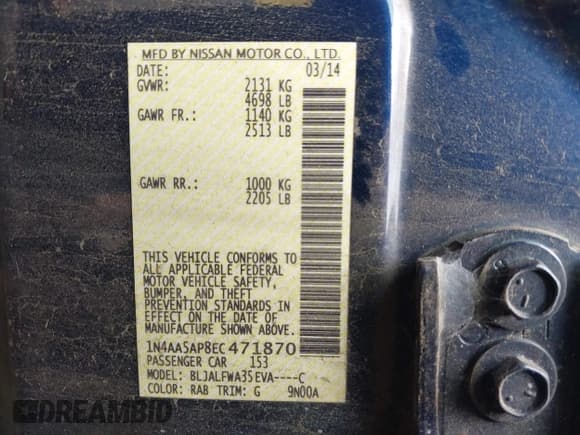 MFD BY NISSAN MOTOR CO., LTD.
DATE: 03/14
GVWR: 2131 KG
4698 LB
GAWR FR.: 1140 KG
2513 LB
GAWR RR.: 1000 KG
2205 LB
THIS VEHICLE CONFORMS TO
ALL APPLICABLE FEDERAL
MOTOR VEHICLE SAFETY,
BUMPER, AND THEFT
PREVENTION STANDARDS IN
EFFECT ON THE DATE OF
MANUFACTURE SHOWN ABOVE.
1N4AA5AP8EC471870
PASSENGER CAR 153
MODEL: BLJALFWA35EVA----C
COLOR: RAB TRIM: G 9N00A
DREAMBID